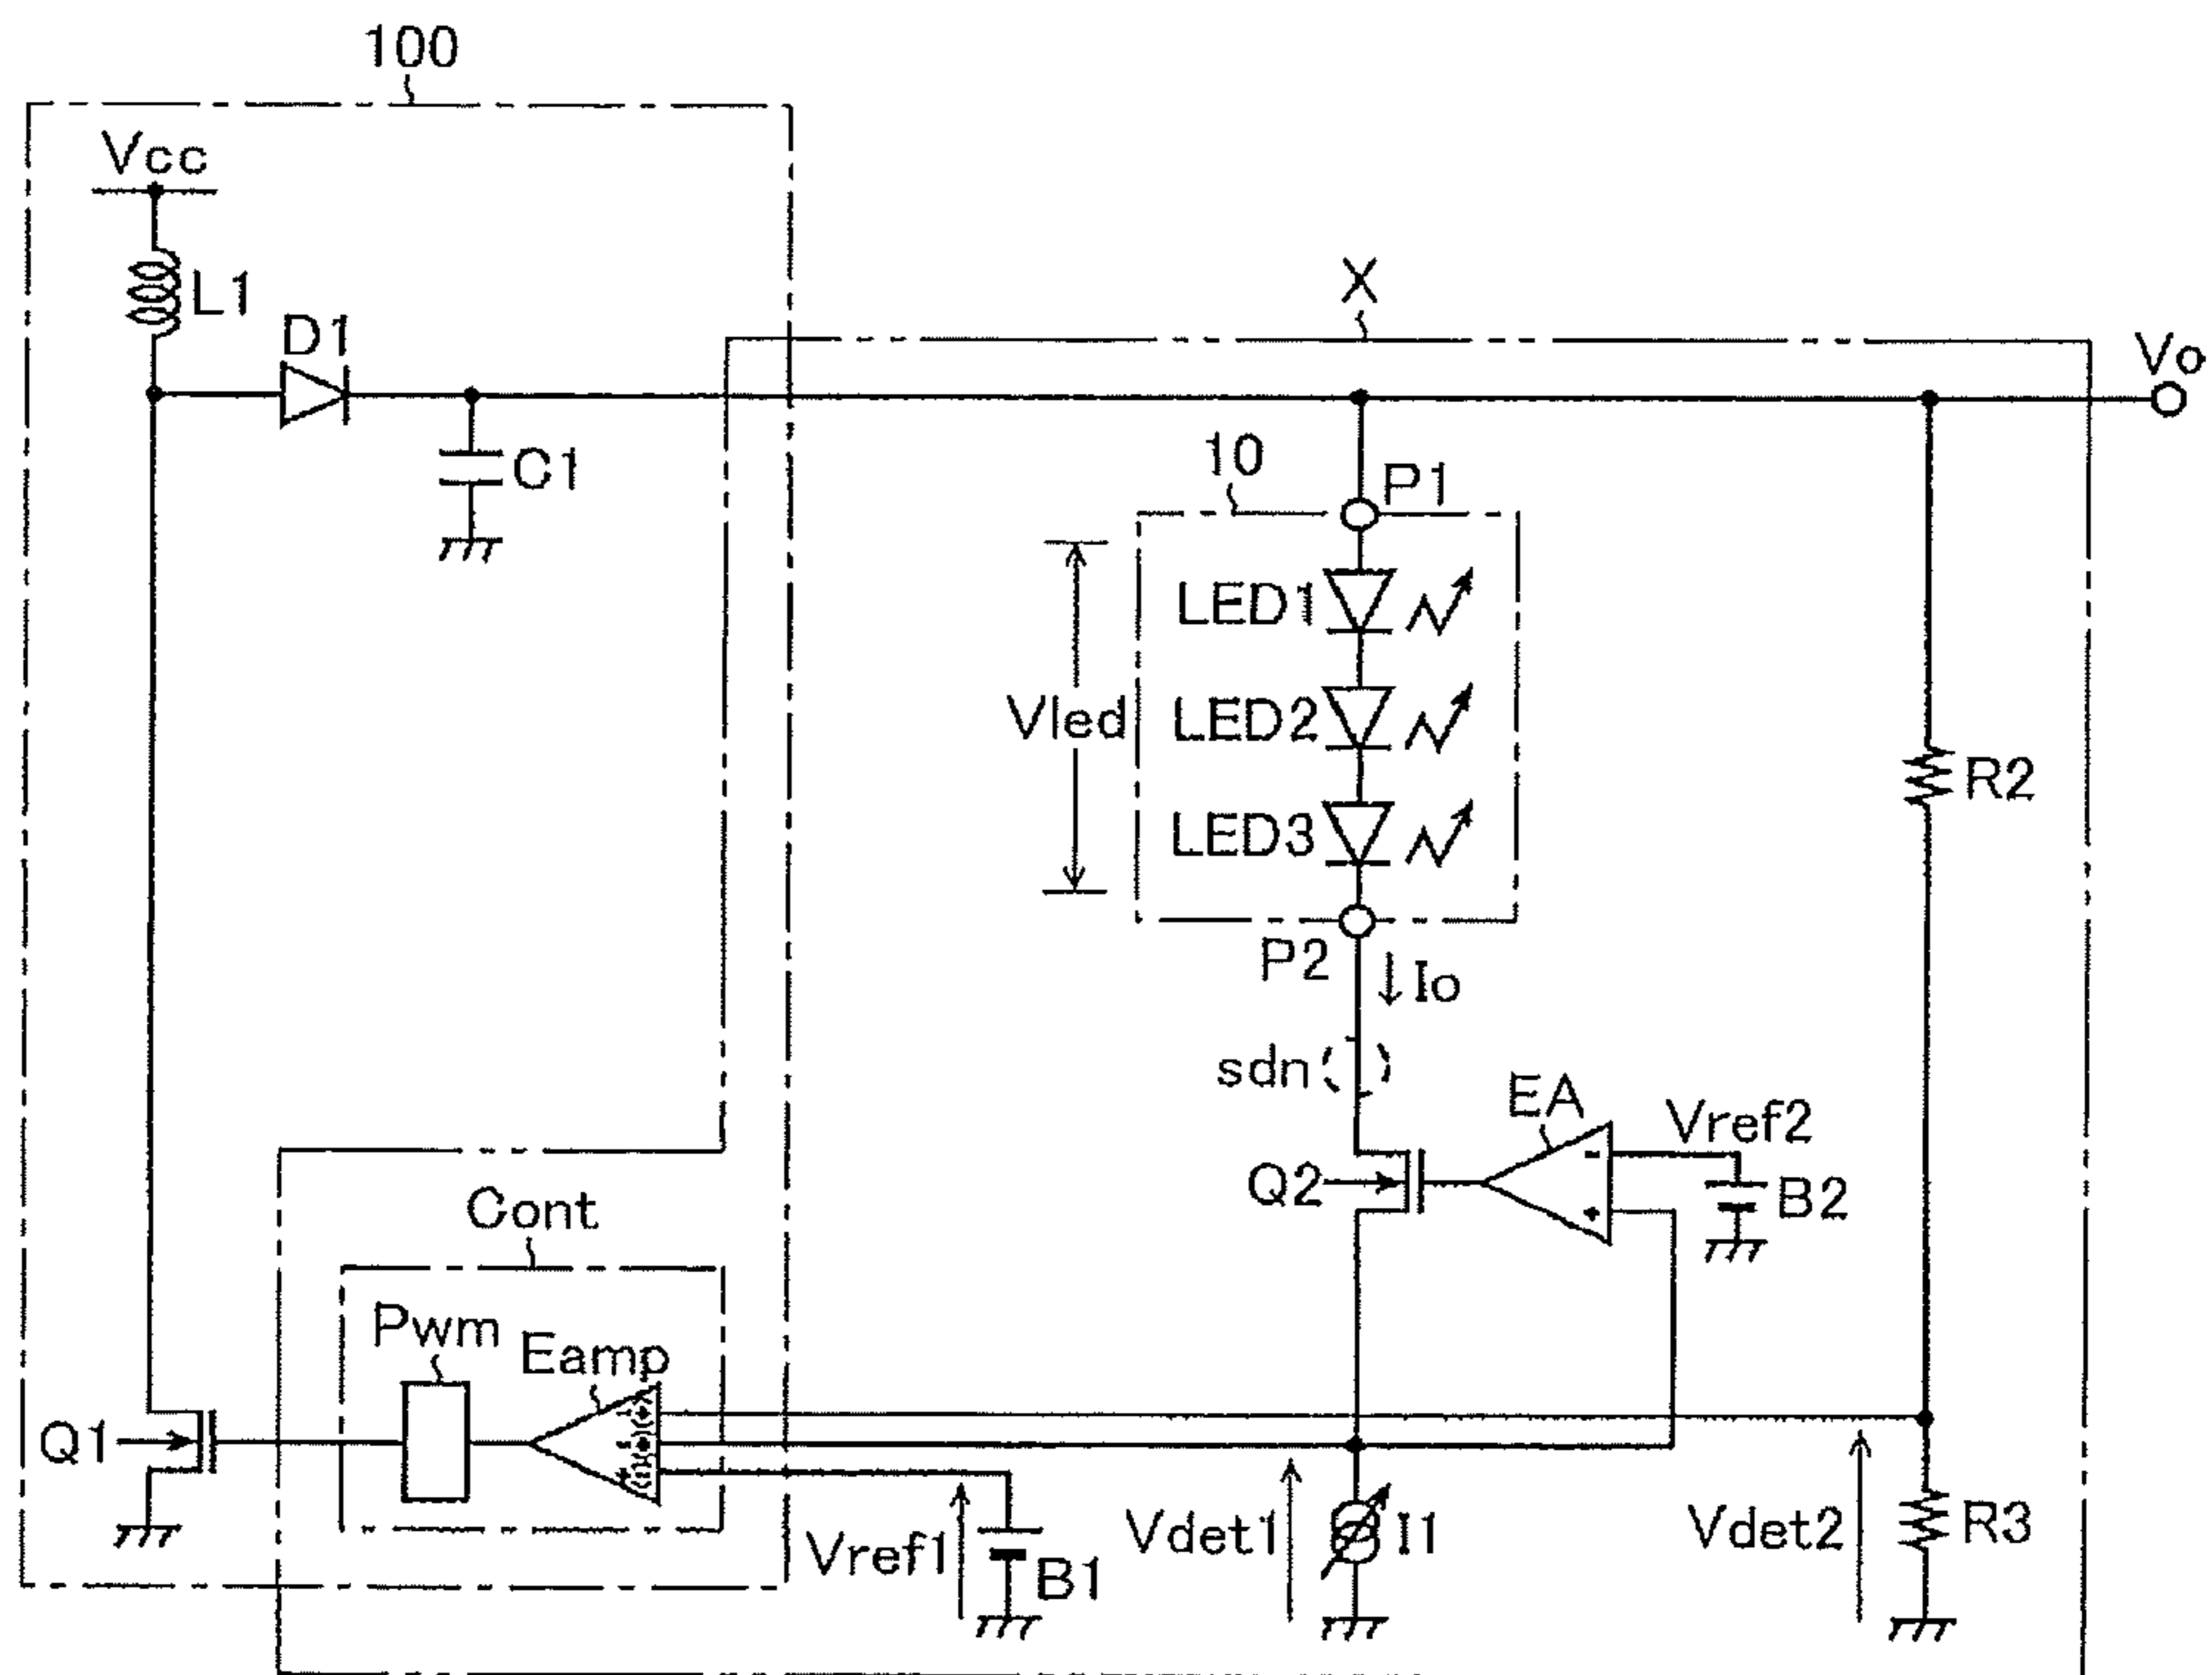 100
Vcc
L1
D1
C1
X
Vo
10
P1
LED1
Vled
LED2
LED3
R2
P2
Io
sdn
EA
Vref2
Q2
-
+
B2
Cont
Pwm
Eamp
Q1
Vref1
B1
Vdet1
I1
Vdet2
R3